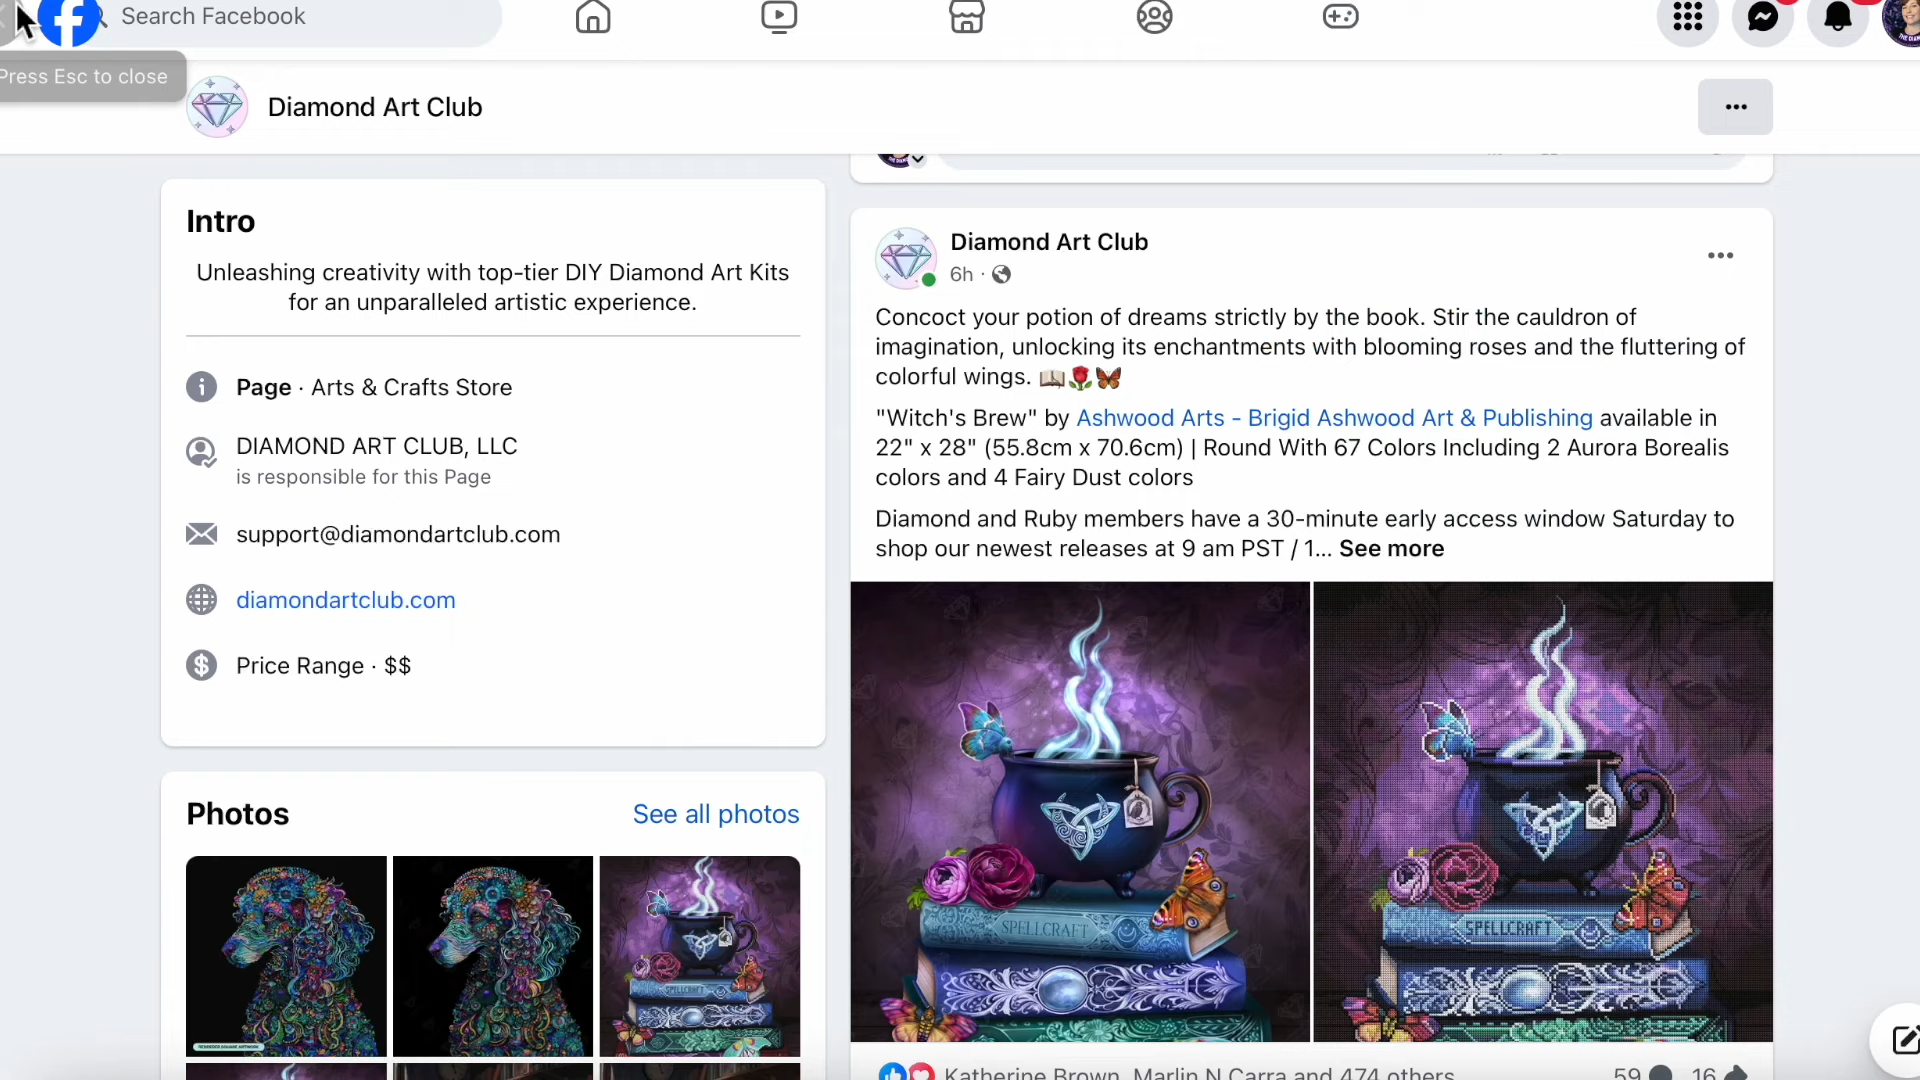 Search Facebook
Press Esc to close
Diamond Art Club
Intro
Unleashing creativity with top-tier DIY Diamond Art Kits
for an unparalleled artistic experience.
Page · Arts & Crafts Store
DIAMOND ART CLUB, LLC
is responsible for this Page
support@diamondartclub.com
diamondartclub.com
Price Range · $$
Photos
See all photos
Diamond Art Club
6h ·
Concoct your potion of dreams strictly by the book. Stir the cauldron of
imagination, unlocking its enchantments with blooming roses and the fluttering of
colorful wings. 📖🌹🦋
"Witch's Brew" by Ashwood Arts - Brigid Ashwood Art & Publishing available in
22" x 28" (55.8cm x 70.6cm) | Round With 67 Colors Including 2 Aurora Borealis
colors and 4 Fairy Dust colors
Diamond and Ruby members have a 30-minute early access window Saturday to
shop our newest releases at 9 am PST / 1... See more
SPELLCRAFT
SPELLCRAFT
Katherine Brown, Marlin N Carra and 474 others
59
16